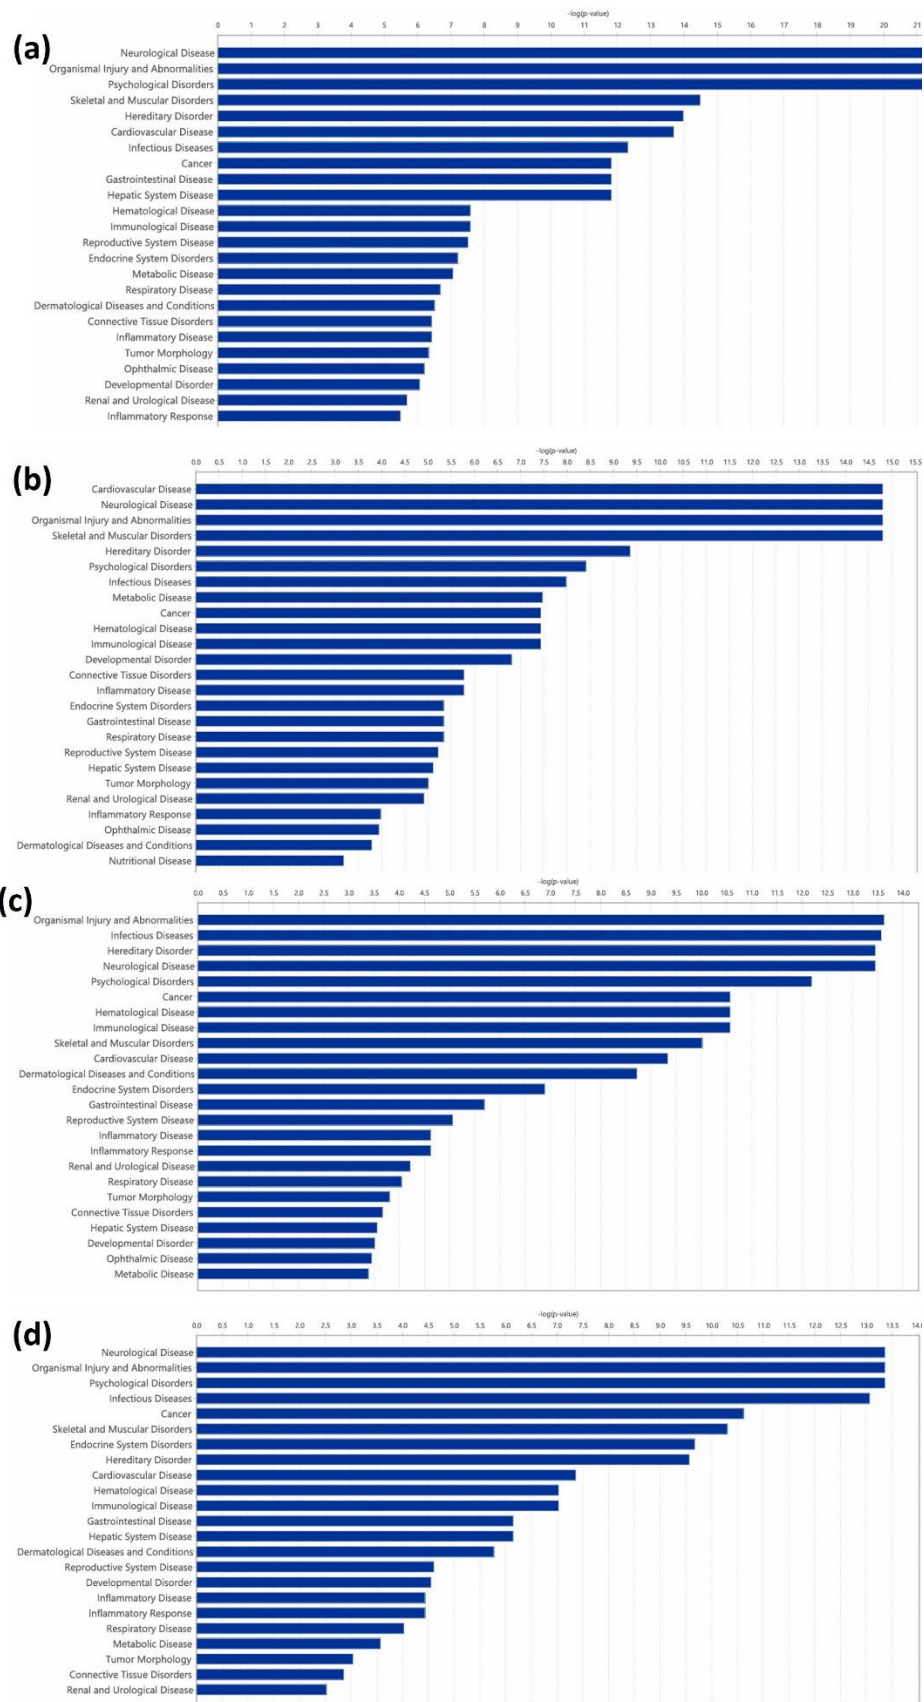 -log(p-value)
0 1 2 3 4 5 6 7 8 9 10 11 12 13 14 15 16 17 18 19 20 21
(a)
Neurological Disease
Organismal Injury and Abnormalities
Psychological Disorders
Skeletal and Muscular Disorders
Hereditary Disorder
Cardiovascular Disease
Infectious Diseases
Cancer
Gastrointestinal Disease
Hepatic System Disease
Hematological Disease
Immunological Disease
Reproductive System Disease
Endocrine System Disorders
Metabolic Disease
Respiratory Disease
Dermatological Diseases and Conditions
Connective Tissue Disorders
Inflammatory Disease
Tumor Morphology
Ophthalmic Disease
Developmental Disorder
Renal and Urological Disease
Inflammatory Response
-log(p-value)
0.0 0.5 1.0 1.5 2.0 2.5 3.0 3.5 4.0 4.5 5.0 5.5 6.0 6.5 7.0 7.5 8.0 8.5 9.0 9.5 10.0 10.5 11.0 11.5 12.0 12.5 13.0 13.5 14.0 14.5 15.0 15.5
(b)
Cardiovascular Disease
Neurological Disease
Organismal Injury and Abnormalities
Skeletal and Muscular Disorders
Hereditary Disorder
Psychological Disorders
Infectious Diseases
Metabolic Disease
Cancer
Hematological Disease
Immunological Disease
Developmental Disorder
Connective Tissue Disorders
Inflammatory Disease
Endocrine System Disorders
Gastrointestinal Disease
Respiratory Disease
Reproductive System Disease
Hepatic System Disease
Tumor Morphology
Renal and Urological Disease
Inflammatory Response
Ophthalmic Disease
Dermatological Diseases and Conditions
Nutritional Disease
-log(p-value)
0.0 0.5 1.0 1.5 2.0 2.5 3.0 3.5 4.0 4.5 5.0 5.5 6.0 6.5 7.0 7.5 8.0 8.5 9.0 9.5 10.0 10.5 11.0 11.5 12.0 12.5 13.0 13.5 14.0
(c)
Organismal Injury and Abnormalities
Infectious Diseases
Hereditary Disorder
Neurological Disease
Psychological Disorders
Cancer
Hematological Disease
Immunological Disease
Skeletal and Muscular Disorders
Cardiovascular Disease
Dermatological Diseases and Conditions
Endocrine System Disorders
Gastrointestinal Disease
Reproductive System Disease
Inflammatory Disease
Inflammatory Response
Renal and Urological Disease
Respiratory Disease
Tumor Morphology
Connective Tissue Disorders
Hepatic System Disease
Developmental Disorder
Ophthalmic Disease
Metabolic Disease
-log(p-value)
0.0 0.5 1.0 1.5 2.0 2.5 3.0 3.5 4.0 4.5 5.0 5.5 6.0 6.5 7.0 7.5 8.0 8.5 9.0 9.5 10.0 10.5 11.0 11.5 12.0 12.5 13.0 13.5 14.0
(d)
Neurological Disease
Organismal Injury and Abnormalities
Psychological Disorders
Infectious Diseases
Cancer
Skeletal and Muscular Disorders
Endocrine System Disorders
Hereditary Disorder
Cardiovascular Disease
Hematological Disease
Immunological Disease
Gastrointestinal Disease
Hepatic System Disease
Dermatological Diseases and Conditions
Reproductive System Disease
Developmental Disorder
Inflammatory Disease
Inflammatory Response
Respiratory Disease
Metabolic Disease
Tumor Morphology
Connective Tissue Disorders
Renal and Urological Disease